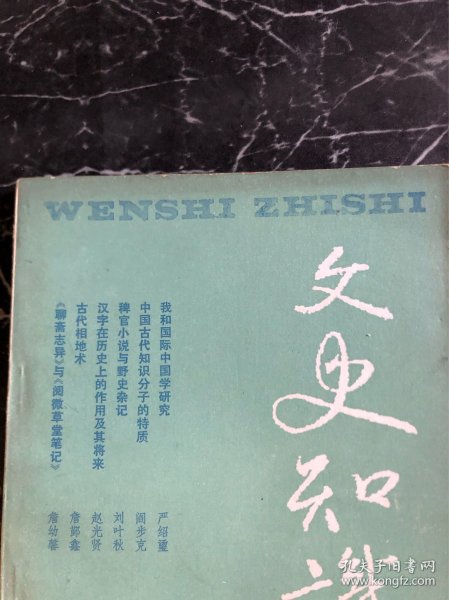 WENSHI ZHISHI
文史知识
我和国际中国学研究 严绍璗
中国古代知识分子的特质 阎步克
稗官小说与野史杂记 刘叶秋
汉字在历史上的作用及其将来 赵光贤
古代相地术 詹鄞鑫
《聊斋志异》与《阅微草堂笔记》 詹幼馨
孔夫子旧书网